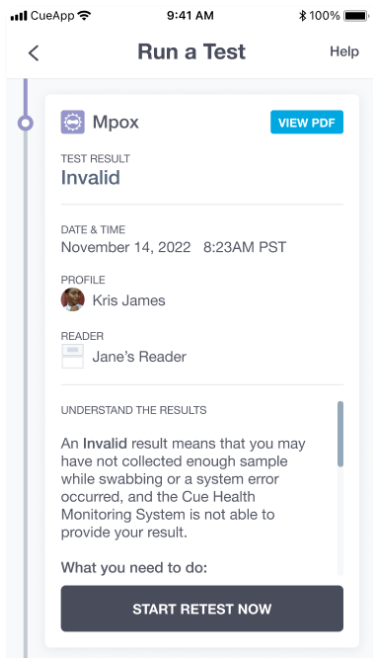 CueApp 9:41 AM 100%
Run a Test Help
Mpox VIEW PDF
TEST RESULT
Invalid
DATE & TIME
November 14, 2022 8:23AM PST
PROFILE
Kris James
READER
Jane's Reader
UNDERSTAND THE RESULTS
An Invalid result means that you may
have not collected enough sample
while swabbing or a system error
occurred, and the Cue Health
Monitoring System is not able to
provide your result.
What you need to do:
START RETEST NOW